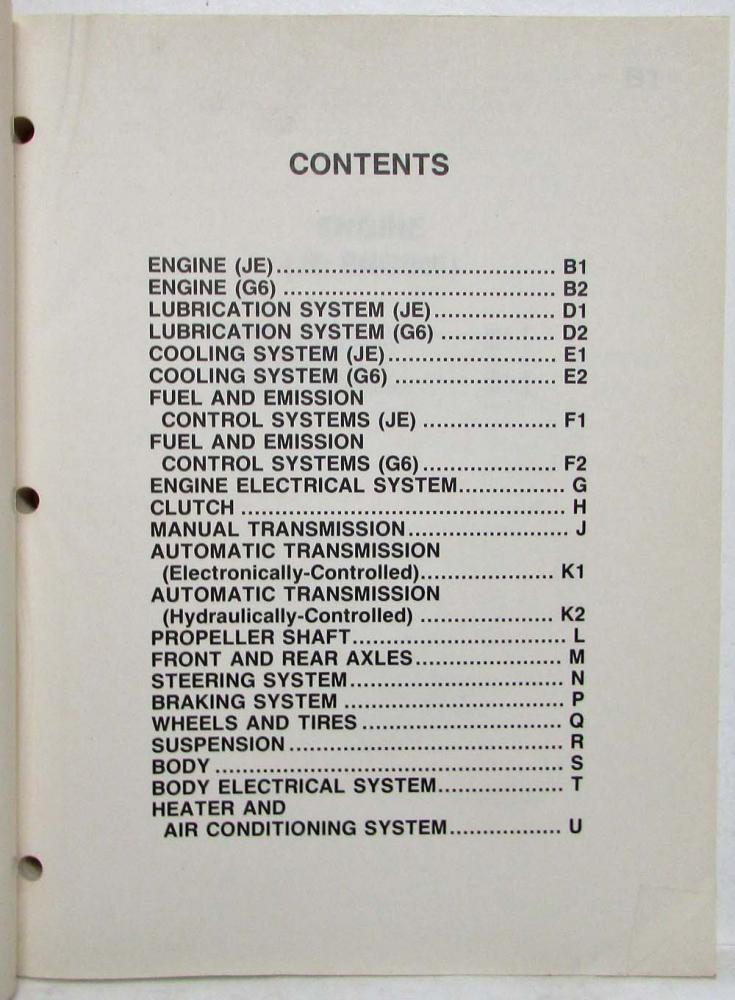 CONTENTS
ENGINE (JE)........................................ B1
ENGINE (G6) ....................................... B2
LUBRICATION SYSTEM (JE)................. D1
LUBRICATION SYSTEM (G6) ................ D2
COOLING SYSTEM (JE)........................ E1
COOLING SYSTEM (G6) ....................... E2
FUEL AND EMISSION
CONTROL SYSTEMS (JE) .................... F1
FUEL AND EMISSION
CONTROL SYSTEMS (G6).................... F2
ENGINE ELECTRICAL SYSTEM................ G
CLUTCH ............................................... H
MANUAL TRANSMISSION....................... J
AUTOMATIC TRANSMISSION
(Electronically-Controlled).................... K1
AUTOMATIC TRANSMISSION
(Hydraulically-Controlled) .................... K2
PROPELLER SHAFT............................... L
FRONT AND REAR AXLES..................... M
STEERING SYSTEM............................... N
BRAKING SYSTEM ................................ P
WHEELS AND TIRES ............................. Q
SUSPENSION....................................... R
BODY .................................................. S
BODY ELECTRICAL SYSTEM.................. T
HEATER AND
AIR CONDITIONING SYSTEM................. U